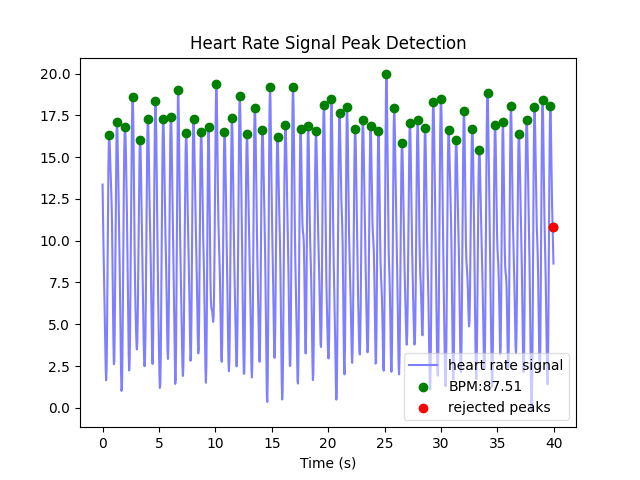 Heart Rate Signal Peak Detection
20.0
17.5
15.0
12.5
10.0
7.5
5.0
2.5
0.0
heart rate signal
BPM:87.51
rejected peaks
0 5 10 15 20 25 30 35 40
Time (s)